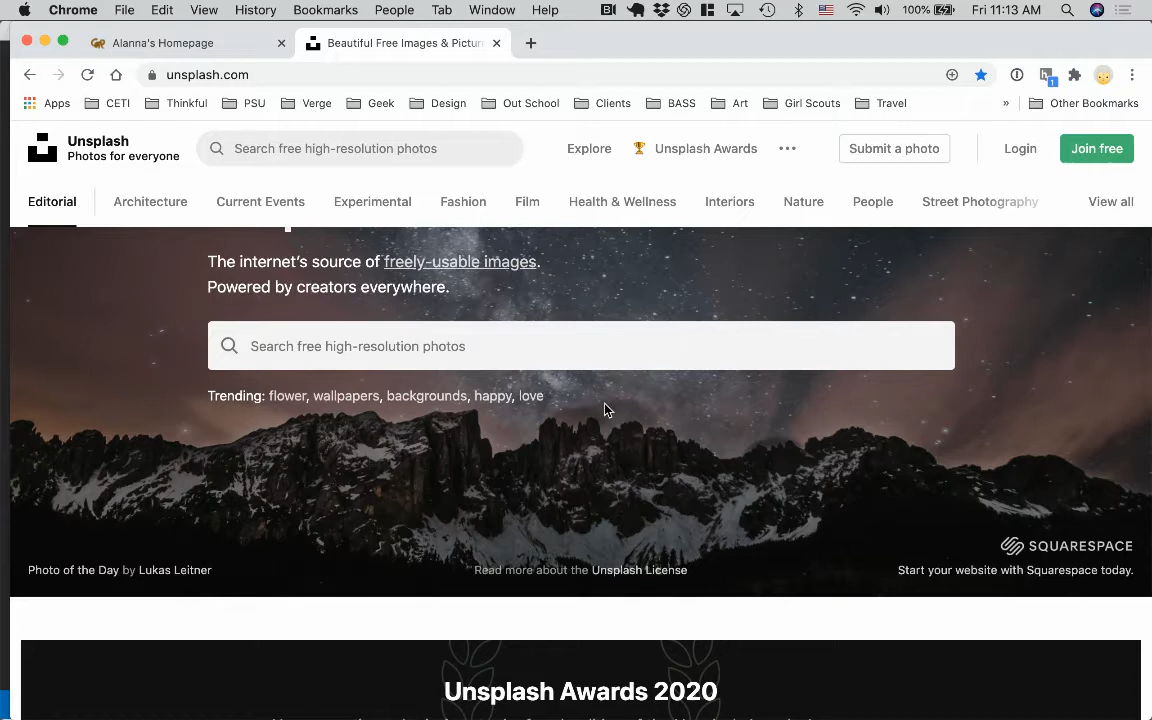 Chrome File Edit View History Bookmarks People Tab Window Help 100% Fri 11:13 AM
Alanna's Homepage Beautiful Free Images & Pictur
unsplash.com
1
Apps CETI Thinkful PSU Verge Geek Design Out School Clients BASS Art Girl Scouts Travel » Other Bookmarks
Unsplash
Photos for everyone
Search free high-resolution photos
Explore Unsplash Awards Submit a photo Login Join free
Editorial Architecture Current Events Experimental Fashion Film Health & Wellness Interiors Nature People Street Photography View all
The internet's source of freely-usable images.
Powered by creators everywhere.
Search free high-resolution photos
Trending: flower, wallpapers, backgrounds, happy, love
SQUARESPACE
Photo of the Day by Lukas Leitner Read more about the Unsplash License Start your website with Squarespace today.
Unsplash Awards 2020